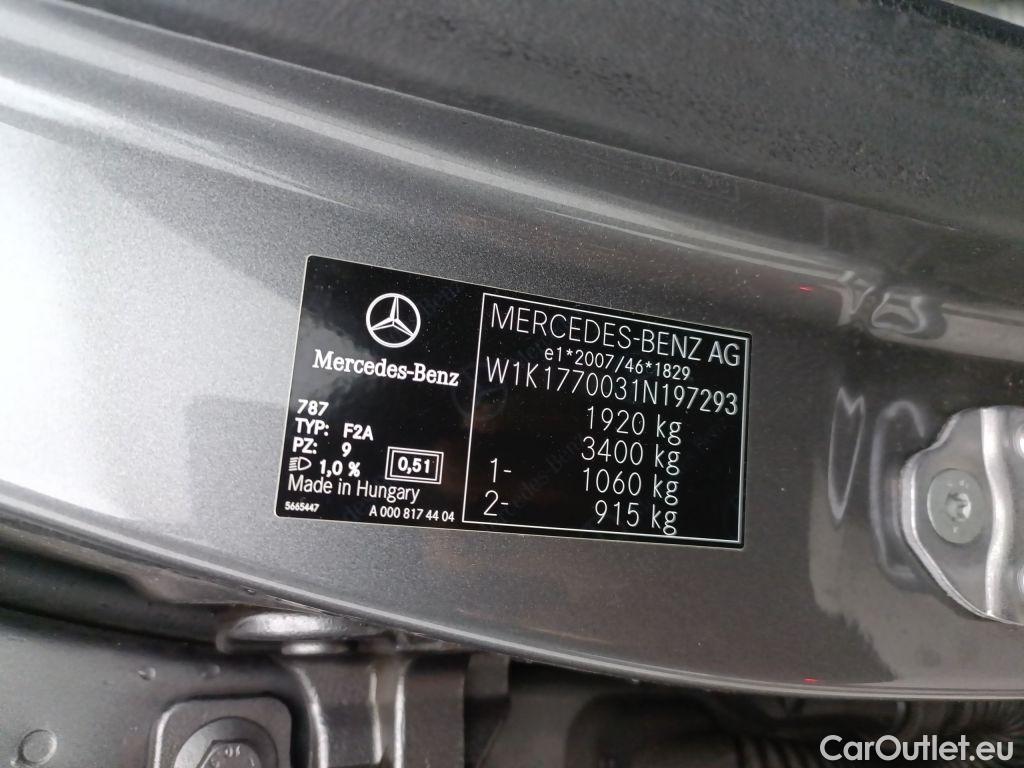 Mercedes-Benz
787
TYP: F2A
PZ: 9
1,0 %
0,51
Made in Hungary
5665447
A 000 817 44 04
MERCEDES-BENZ AG
e1*2007/46*1829
W1K1770031N197293
1920 kg
3400 kg
1- 1060 kg
2- 915 kg
CarOutlet.eu